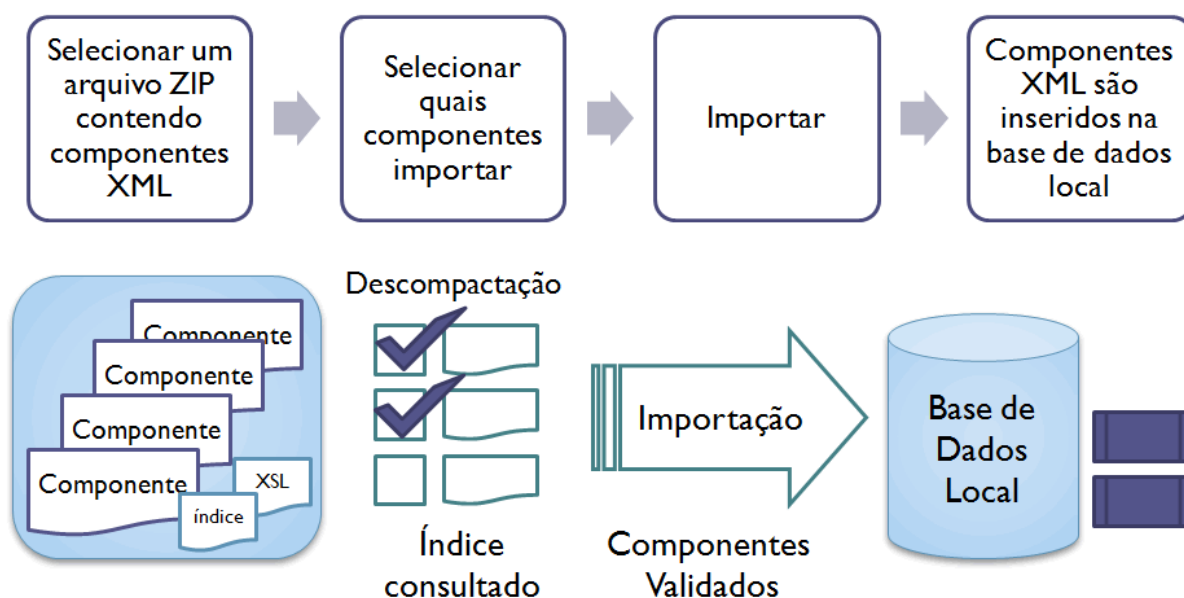 Selecionar um
arquivo ZIP
contendo
componentes
XML
Selecionar
quais
componentes
importar
Importar
Componentes
XML são
inseridos na
base de dados
local
Componente
Componente
Componente
Componente
XSL
índice
Descompactação
Índice
consultado
Importação
Componentes
Validados
Base de
Dados
Local